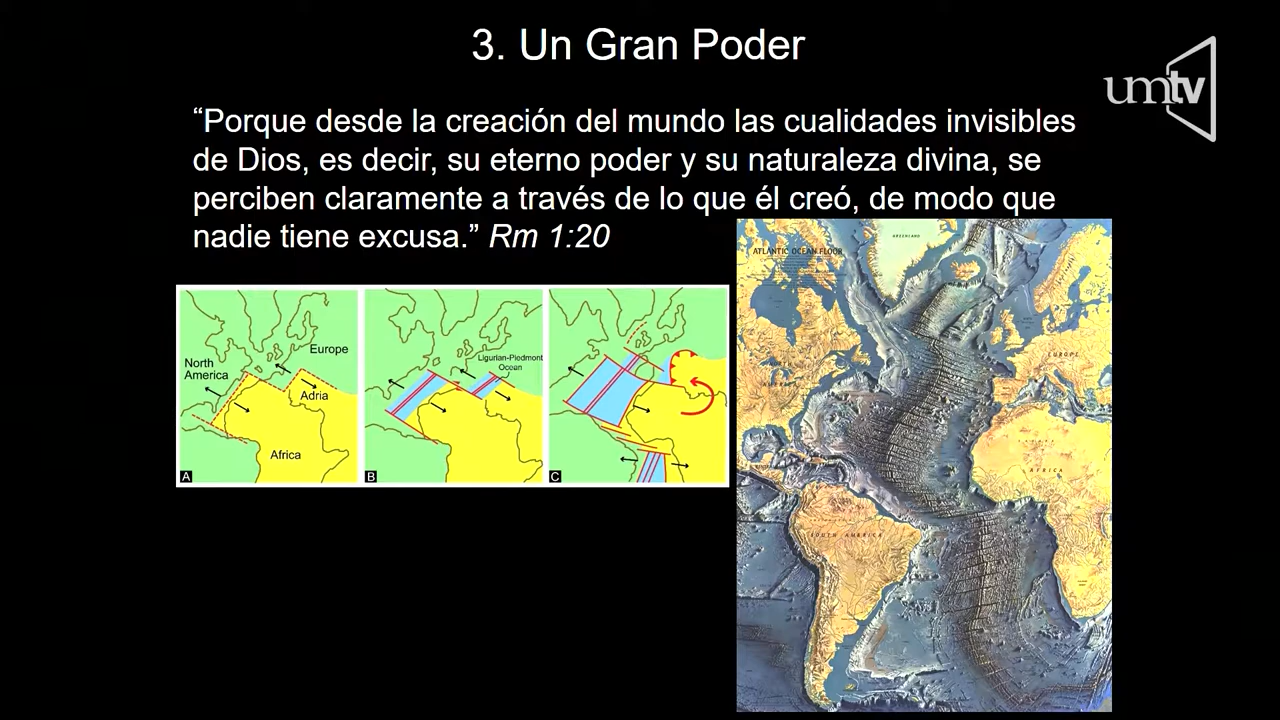 3. Un Gran Poder
umtv
“Porque desde la creación del mundo las cualidades invisibles
de Dios, es decir, su eterno poder y su naturaleza divina, se
perciben claramente a través de lo que él creó, de modo que
nadie tiene excusa.” Rm 1:20
North
America
Europe
Adria
Africa
A
Ligurian-Piedmont
Ocean
B
C
ATLANTIC OCEAN FLOOR
GREENLAND
EUROPE
AFRICA
SOUTH AMERICA